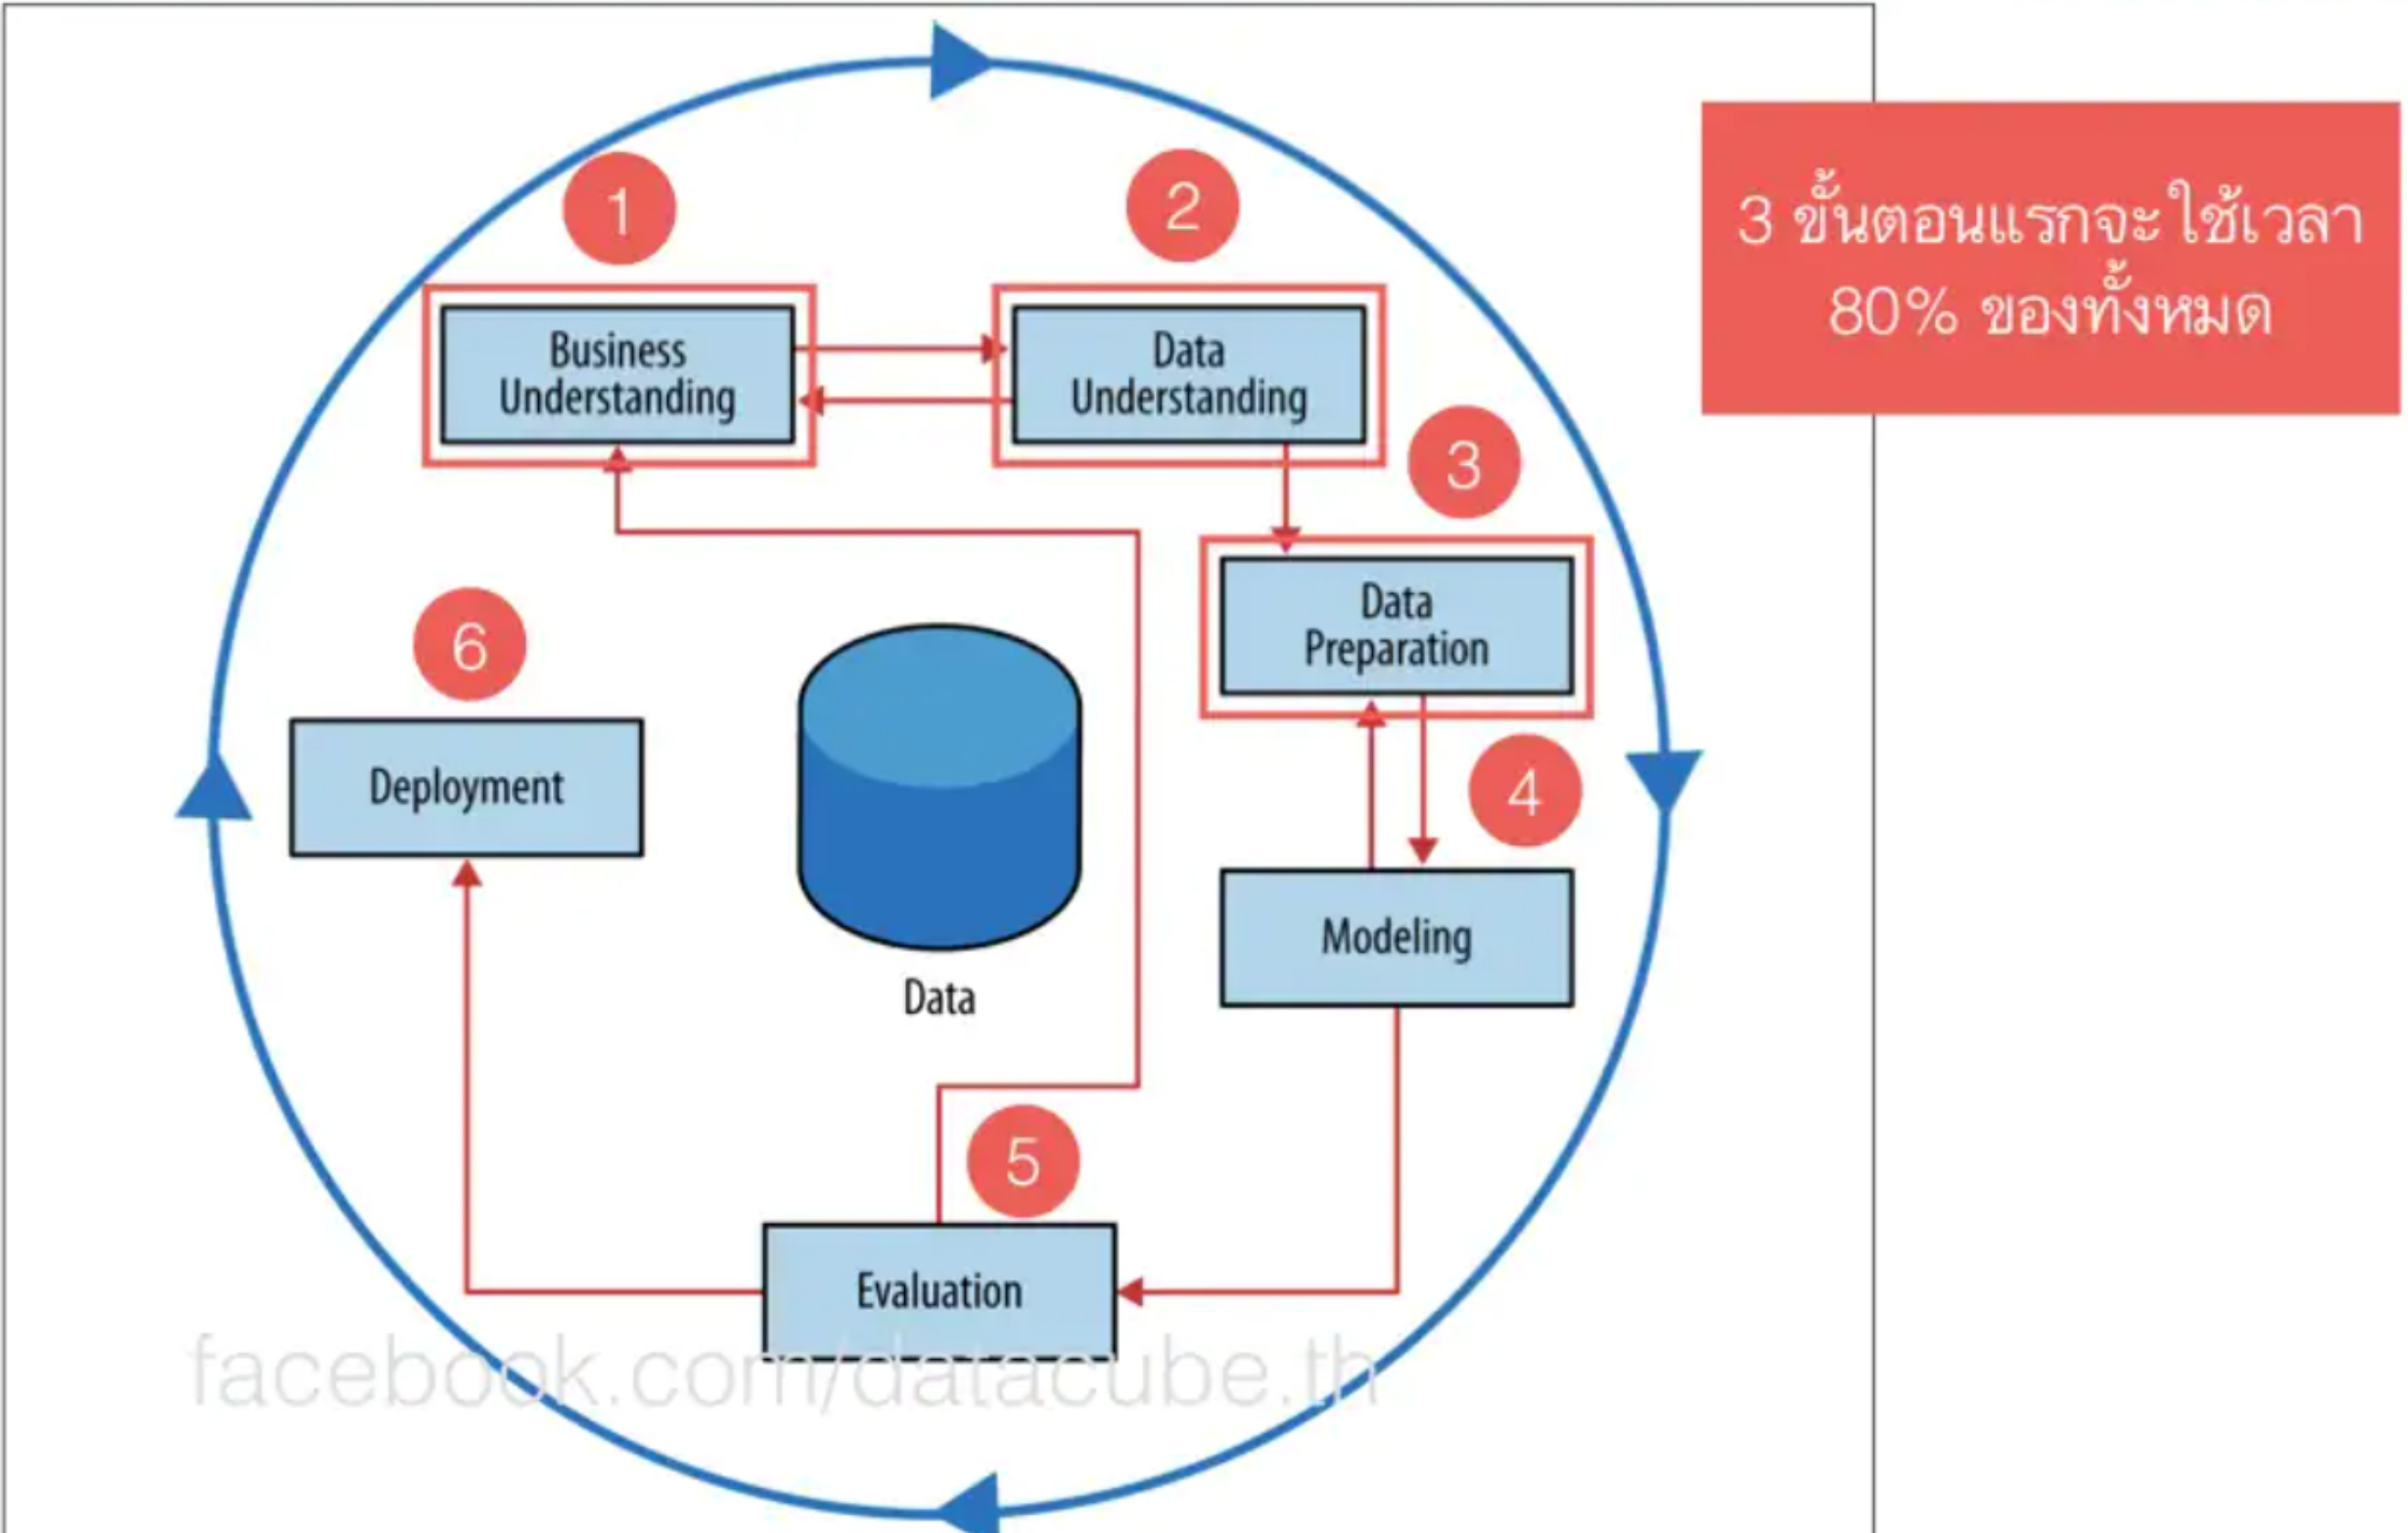 1
2
3 ขั้นตอนแรกจะใช้เวลา
80% ของทั้งหมด
Business
Understanding
Data
Understanding
3
Data
Preparation
6
Deployment
4
Modeling
Data
5
Evaluation
facebook.com/datacube.th